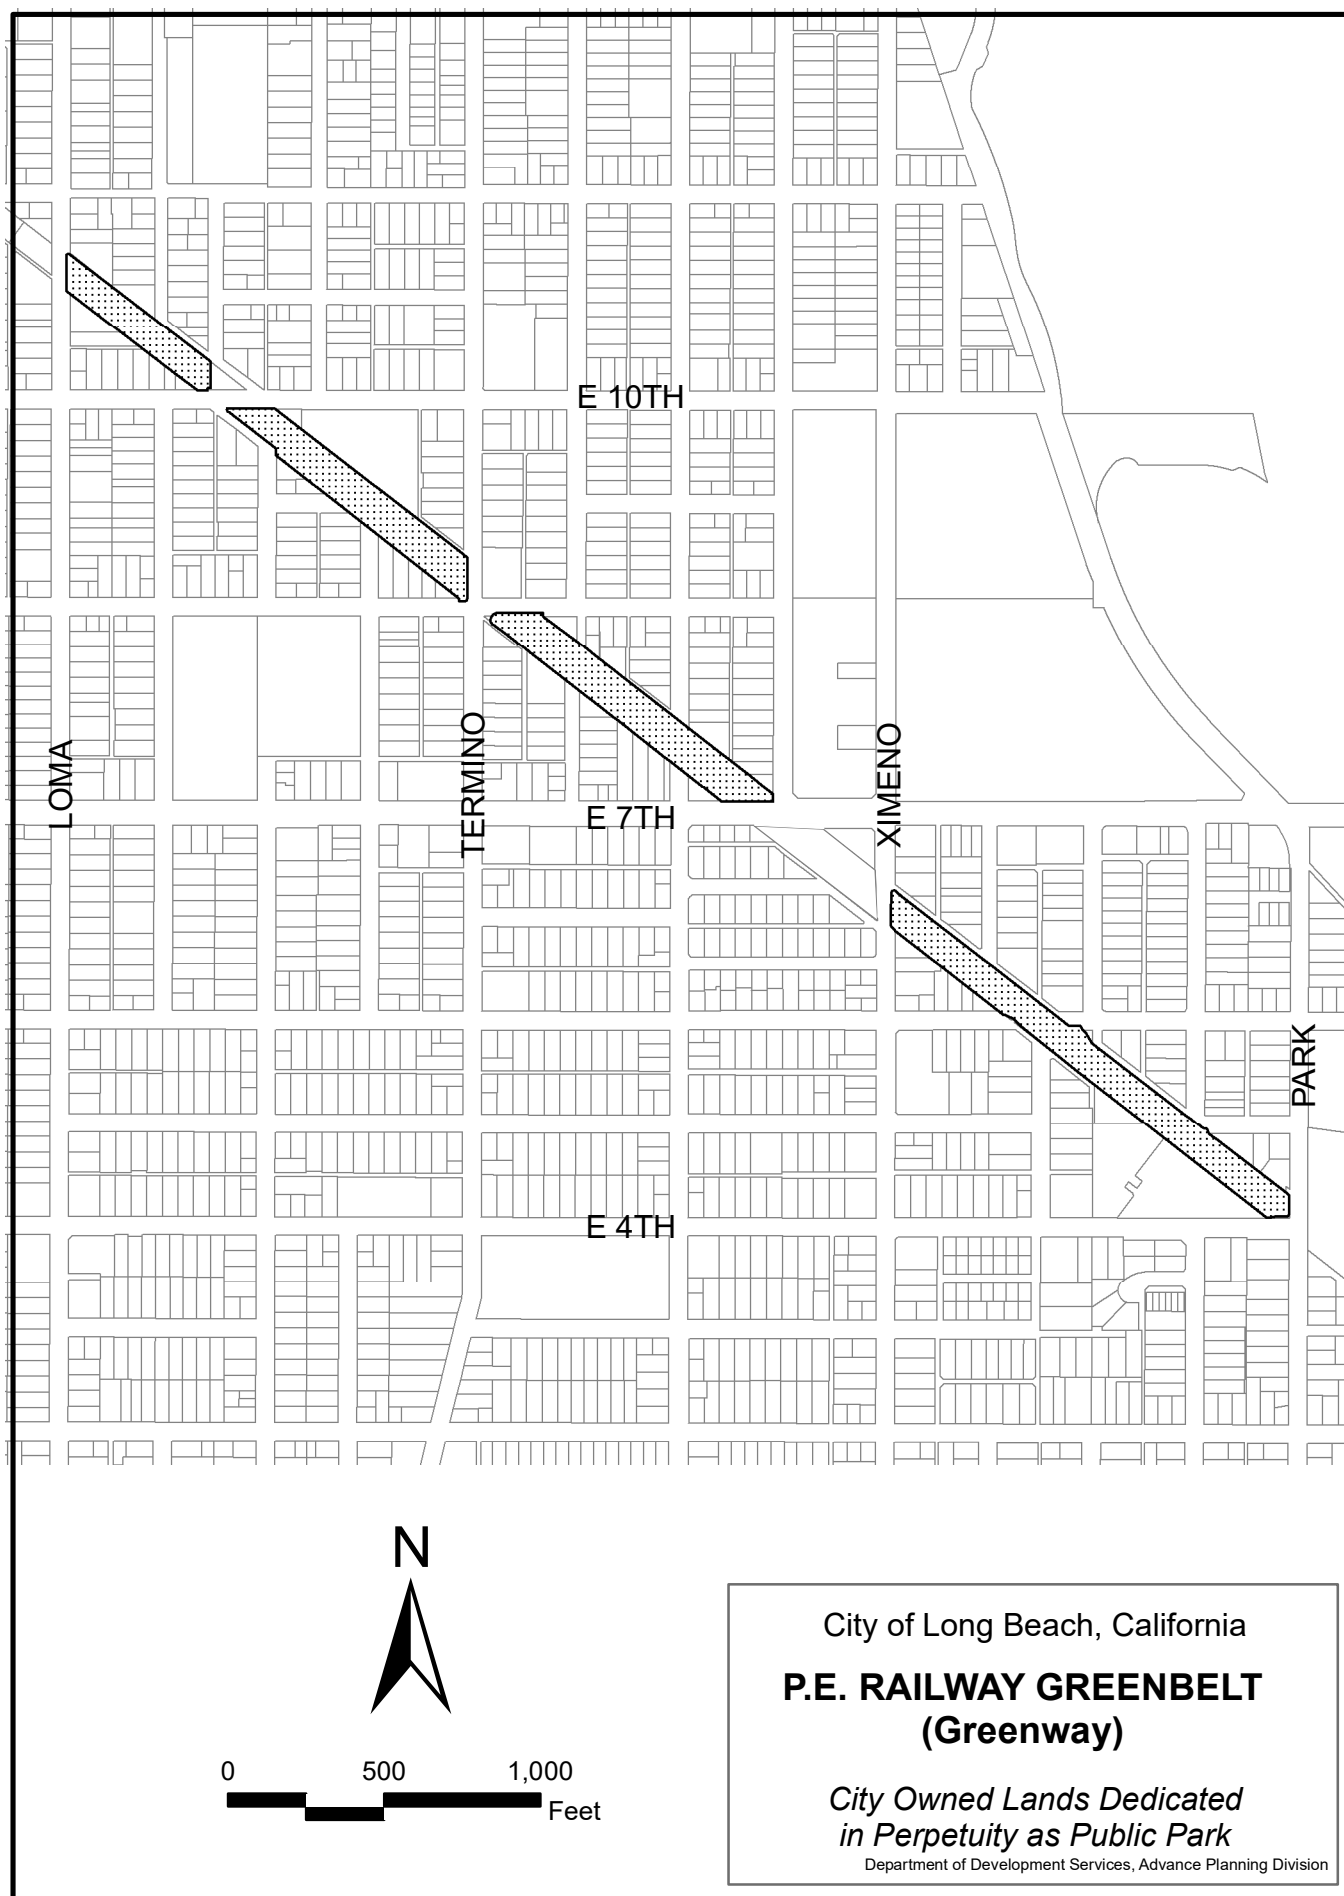 E 10TH
LOMA
TERMINO
XIMENO
E 7TH
PARK
E 4TH
N
0 500 1,000
Feet
City of Long Beach, California
P.E. RAILWAY GREENBELT
(Greenway)
City Owned Lands Dedicated
in Perpetuity as Public Park
Department of Development Services, Advance Planning Division